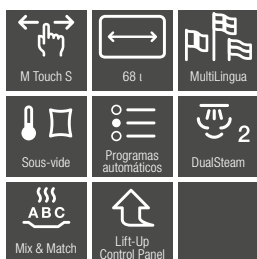 M Touch S
68 l
MultiLingua
Sous-vide
Programas
automáticos
2
DualSteam
ABC
Mix & Match
Lift-Up
Control Panel